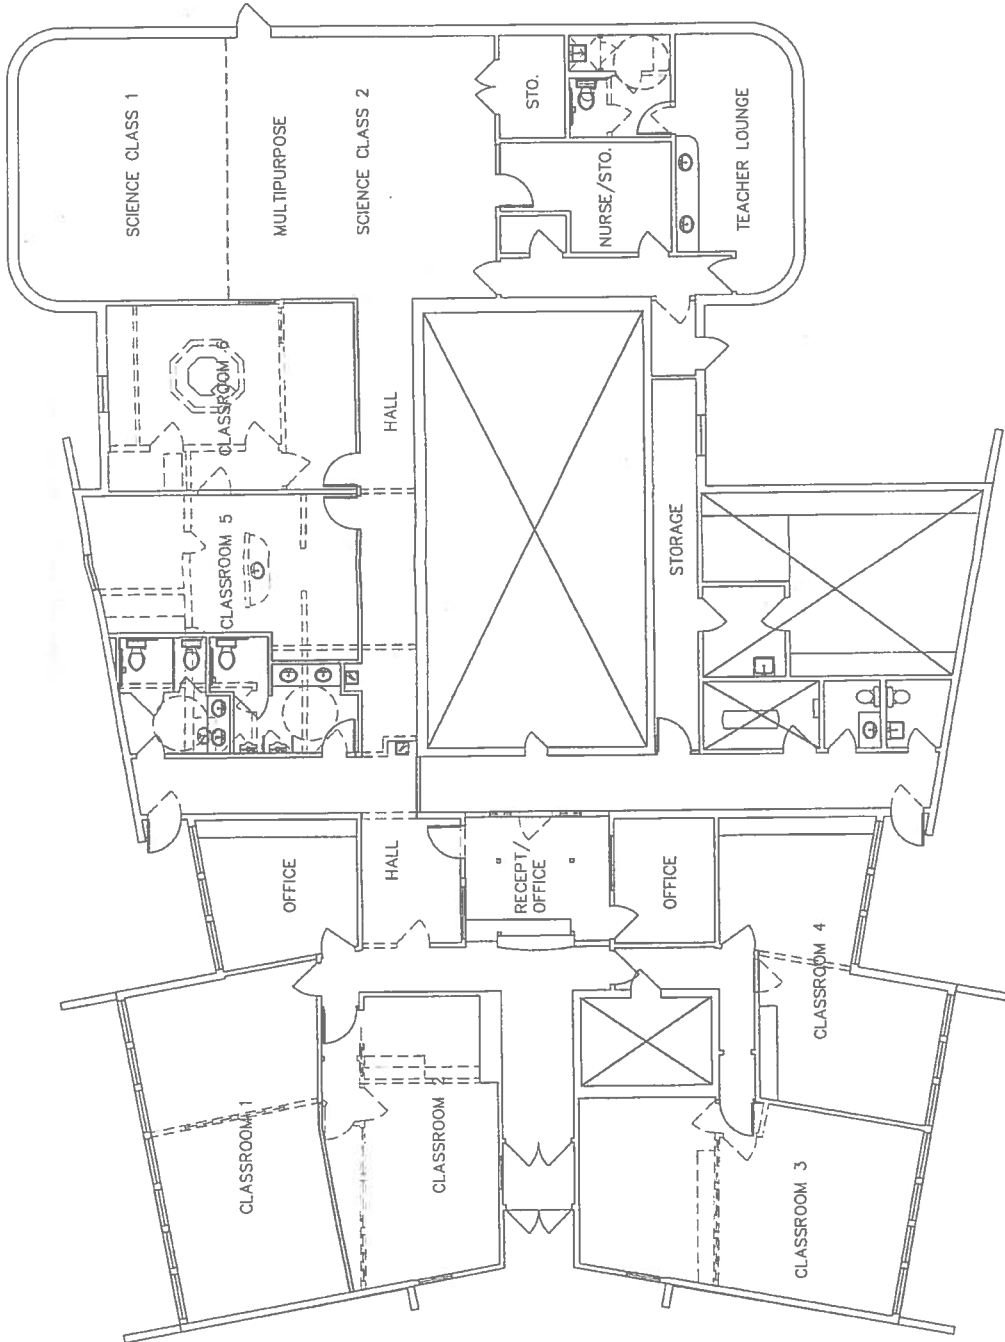 SCIENCE CLASS 1
MULTIPURPOSE
SCIENCE CLASS 2
STO.
NURSE/STO.
TEACHER LOUNGE
CLASSROOM 6
HALL
CLASSROOM 5
STORAGE
OFFICE
HALL
RECEPT/
OFFICE
OFFICE
CLASSROOM 4
CLASSROOM 1
CLASSROOM 2
CLASSROOM 3